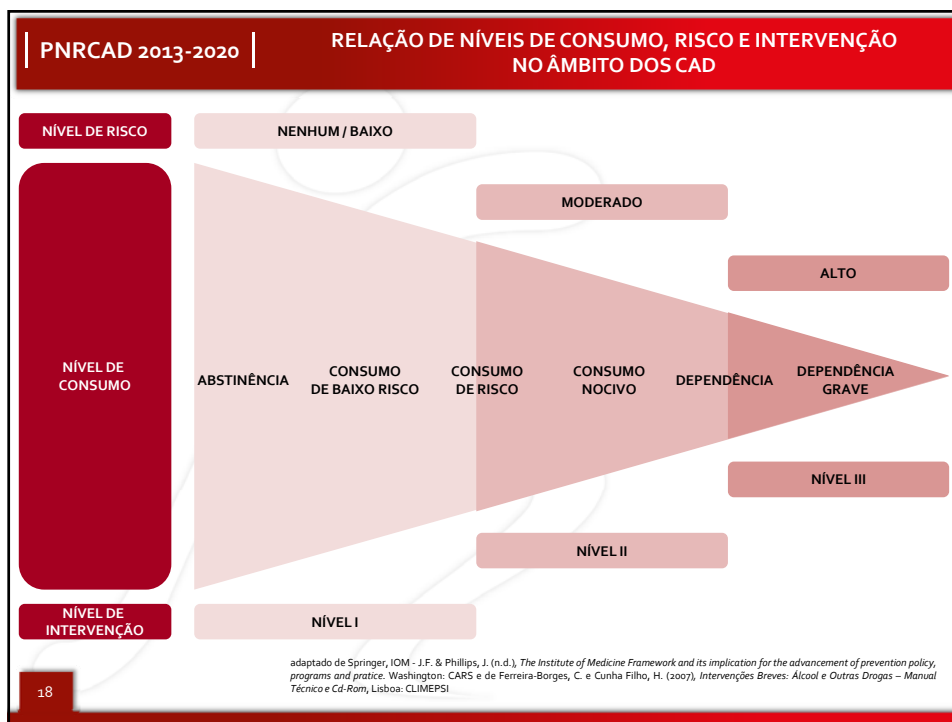 PNRCAD 2013-2020
RELAÇÃO DE NÍVEIS DE CONSUMO, RISCO E INTERVENÇÃO
NO ÂMBITO DOS CAD
NÍVEL DE RISCO
NENHUM / BAIXO
MODERADO
ALTO
NÍVEL DE
CONSUMO
ABSTINÊNCIA
CONSUMO
DE BAIXO RISCO
CONSUMO
DE RISCO
CONSUMO
NOCIVO
DEPENDÊNCIA
DEPENDÊNCIA
GRAVE
NÍVEL III
NÍVEL II
NÍVEL DE
INTERVENÇÃO
NÍVEL I
adaptado de Springer, IOM - J.F. & Phillips, J. (n.d.), The Institute of Medicine Framework and its implication for the advancement of prevention policy,
programs and pratice. Washington: CARS e de Ferreira-Borges, C. e Cunha Filho, H. (2007), Intervenções Breves: Álcool e Outras Drogas – Manual
Técnico e Cd-Rom, Lisboa: CLIMEPSI
18